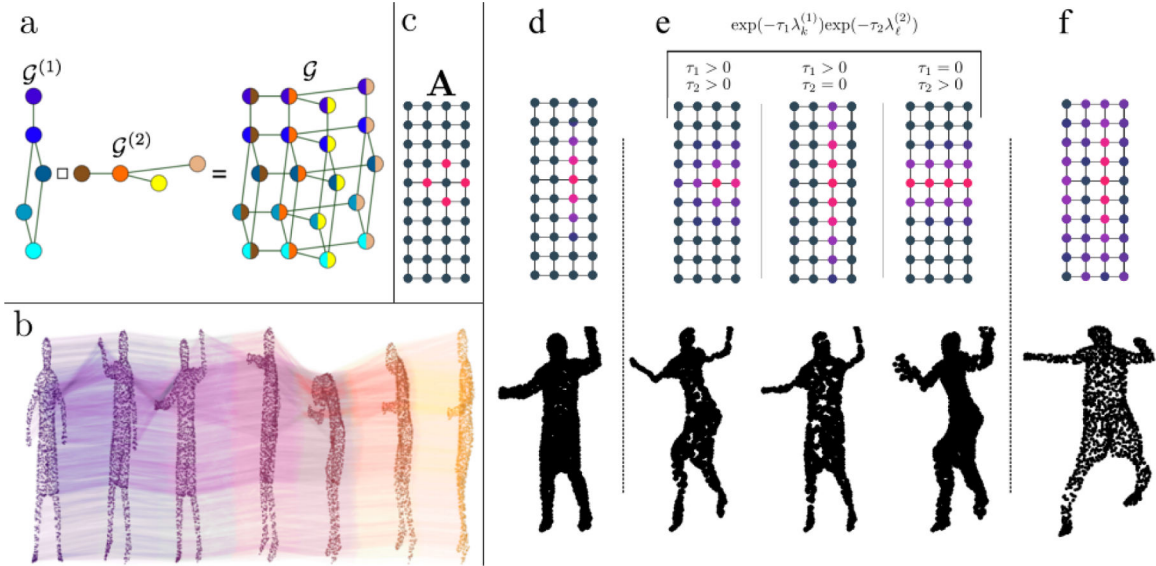 a
𝒢⁽¹⁾
𝒢
𝒢⁽²⁾
□
=
b
c
A
d
e
exp(−τ₁λₖ⁽¹⁾)exp(−τ₂λ_ℓ⁽²⁾)
τ₁ > 0
τ₂ > 0
τ₁ > 0
τ₂ = 0
τ₁ = 0
τ₂ > 0
f